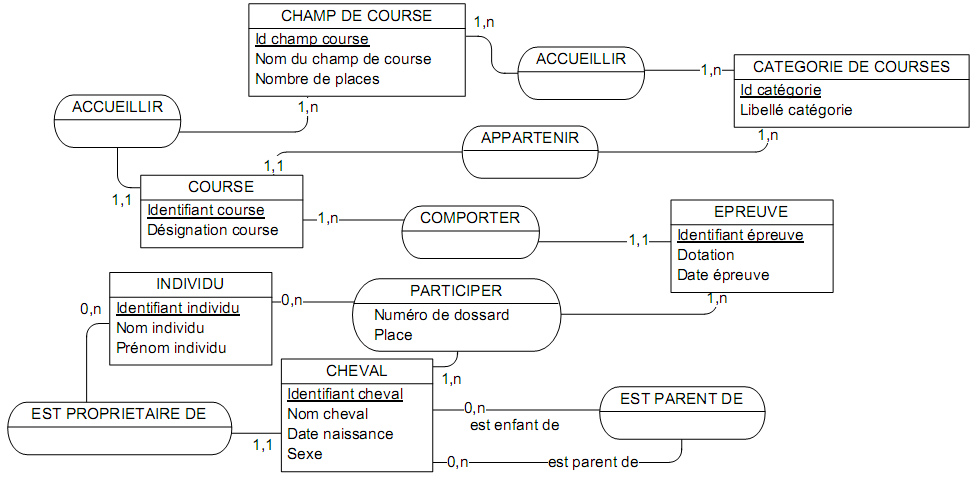 CHAMP DE COURSE
Id champ course
Nom du champ de course
Nombre de places
1,n
ACCUEILLIR
1,n
CATEGORIE DE COURSES
Id catégorie
Libellé catégorie
ACCUEILLIR
1,n
APPARTENIR
1,n
1,1
1,1
COURSE
Identifiant course
Désignation course
1,n
COMPORTER
1,1
EPREUVE
Identifiant épreuve
Dotation
Date épreuve
1,n
INDIVIDU
Identifiant individu
Nom individu
Prénom individu
0,n
0,n
PARTICIPER
Numéro de dossard
Place
1,n
CHEVAL
Identifiant cheval
Nom cheval
Date naissance
Sexe
EST PROPRIETAIRE DE
1,1
0,n
est enfant de
EST PARENT DE
0,n
est parent de